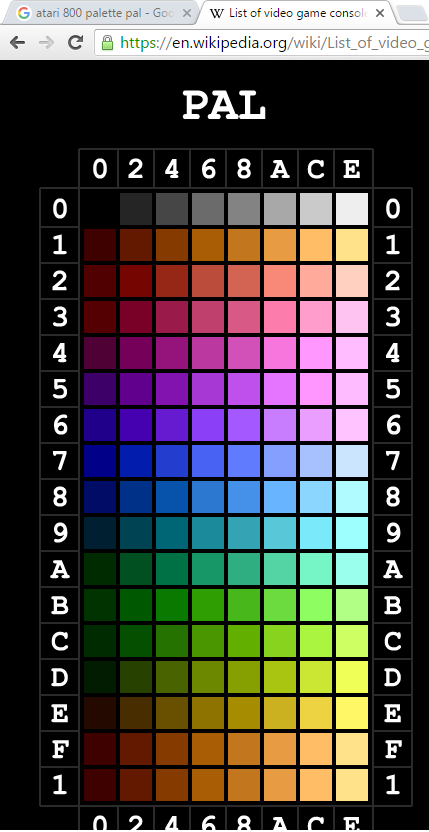 atari 800 palette pal - Goo
List of video game consol
https://en.wikipedia.org/wiki/List_of_video_g
PAL
0 2 4 6 8 A C E
0 0
1 1
2 2
3 3
4 4
5 5
6 6
7 7
8 8
9 9
A A
B B
C C
D D
E E
F F
1 1
0 2 4 6 8 A C E